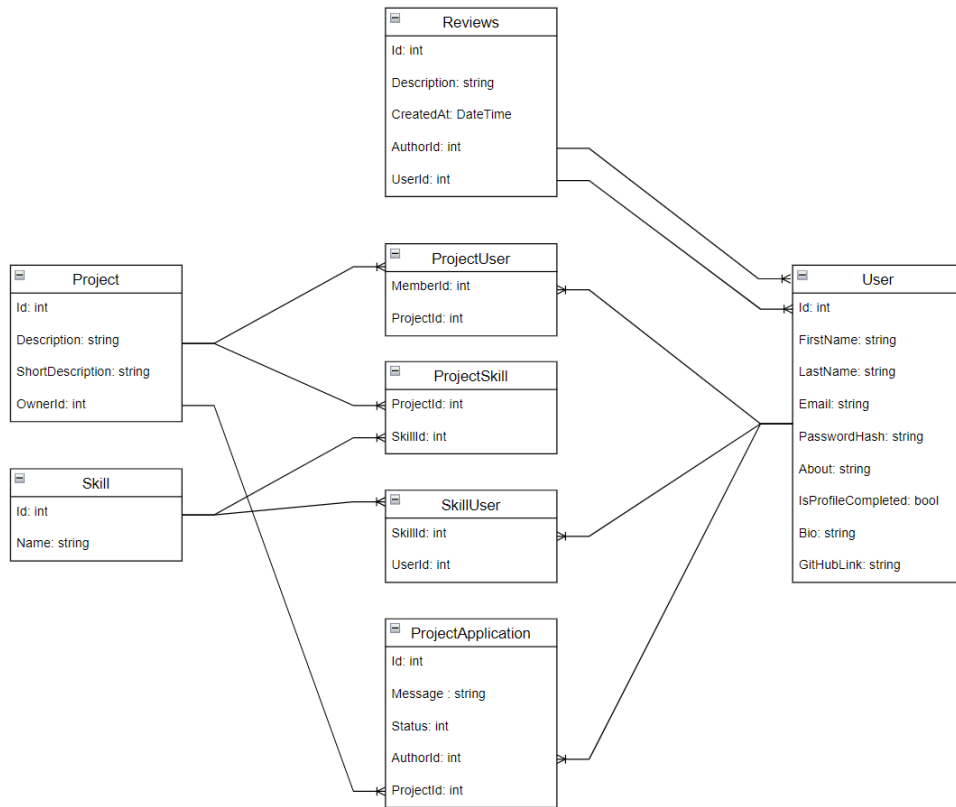 Reviews
Id: int
Description: string
CreatedAt: DateTime
AuthorId: int
UserId: int
Project
Id: int
Description: string
ShortDescription: string
OwnerId: int
Skill
Id: int
Name: string
ProjectUser
MemberId: int
ProjectId: int
ProjectSkill
ProjectId: int
SkillId: int
SkillUser
SkillId: int
UserId: int
ProjectApplication
Id: int
Message : string
Status: int
AuthorId: int
ProjectId: int
User
Id: int
FirstName: string
LastName: string
Email: string
PasswordHash: string
About: string
IsProfileCompleted: bool
Bio: string
GitHubLink: string